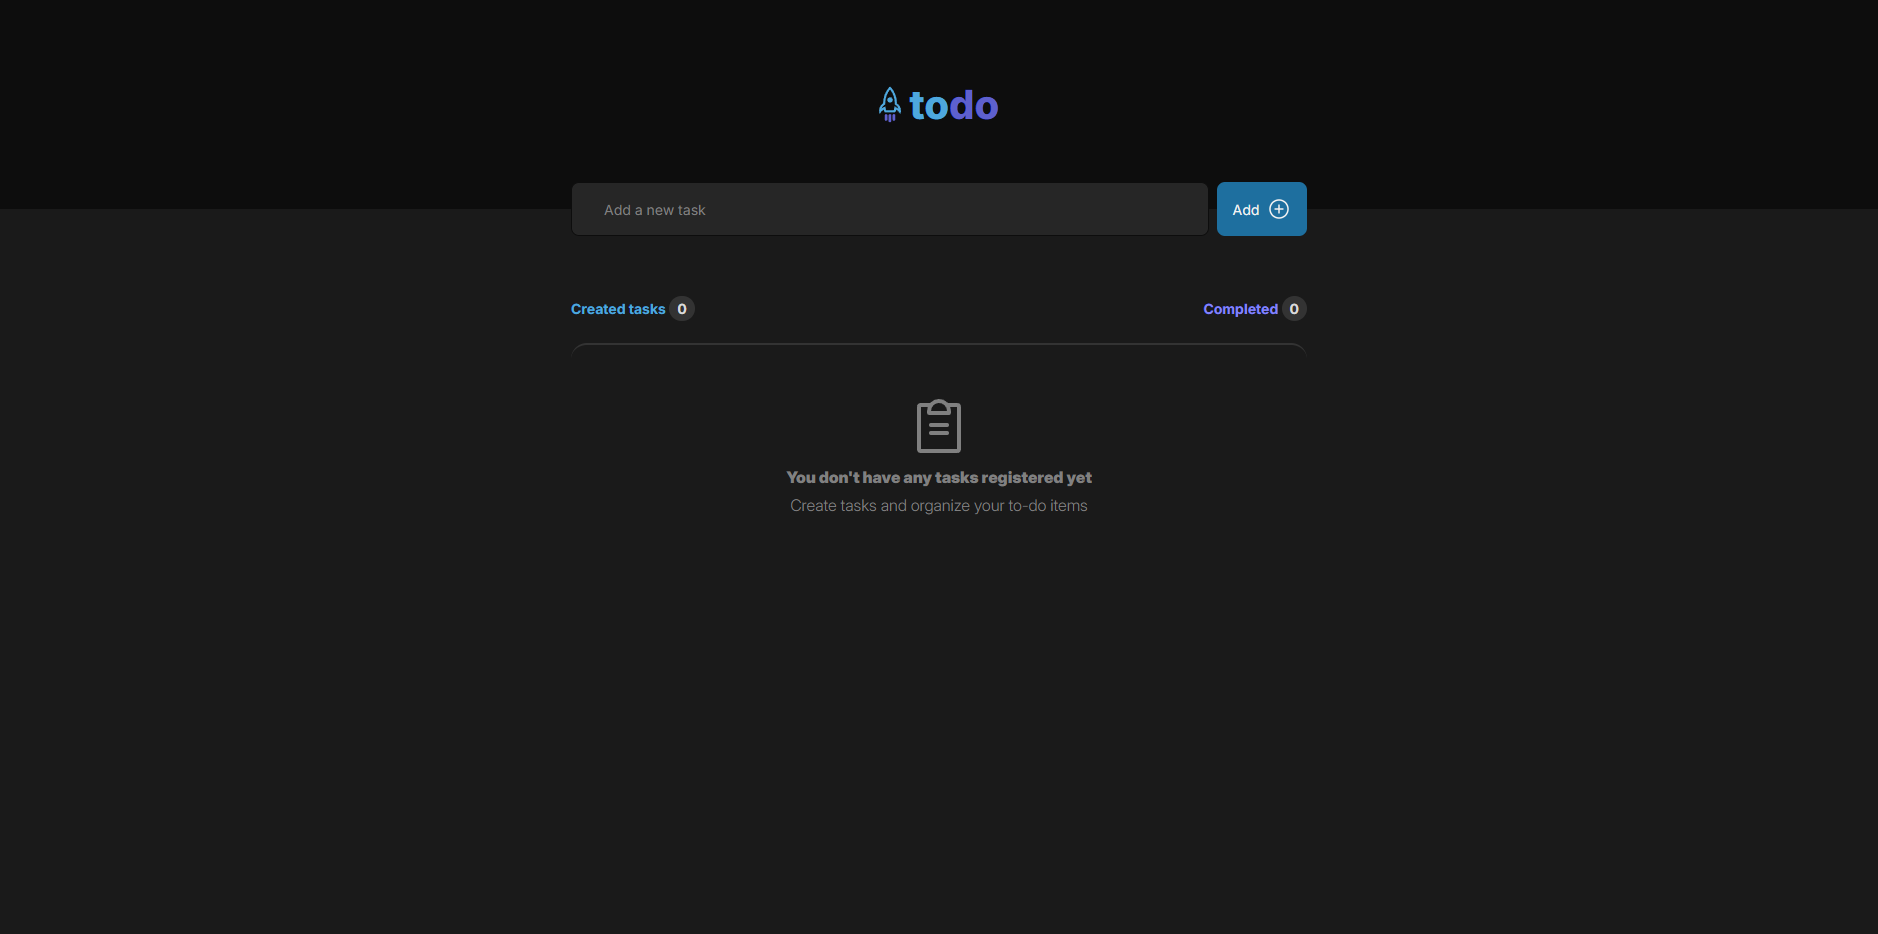 todo
Add a new task
Add
Created tasks 0
Completed 0
You don't have any tasks registered yet
Create tasks and organize your to-do items